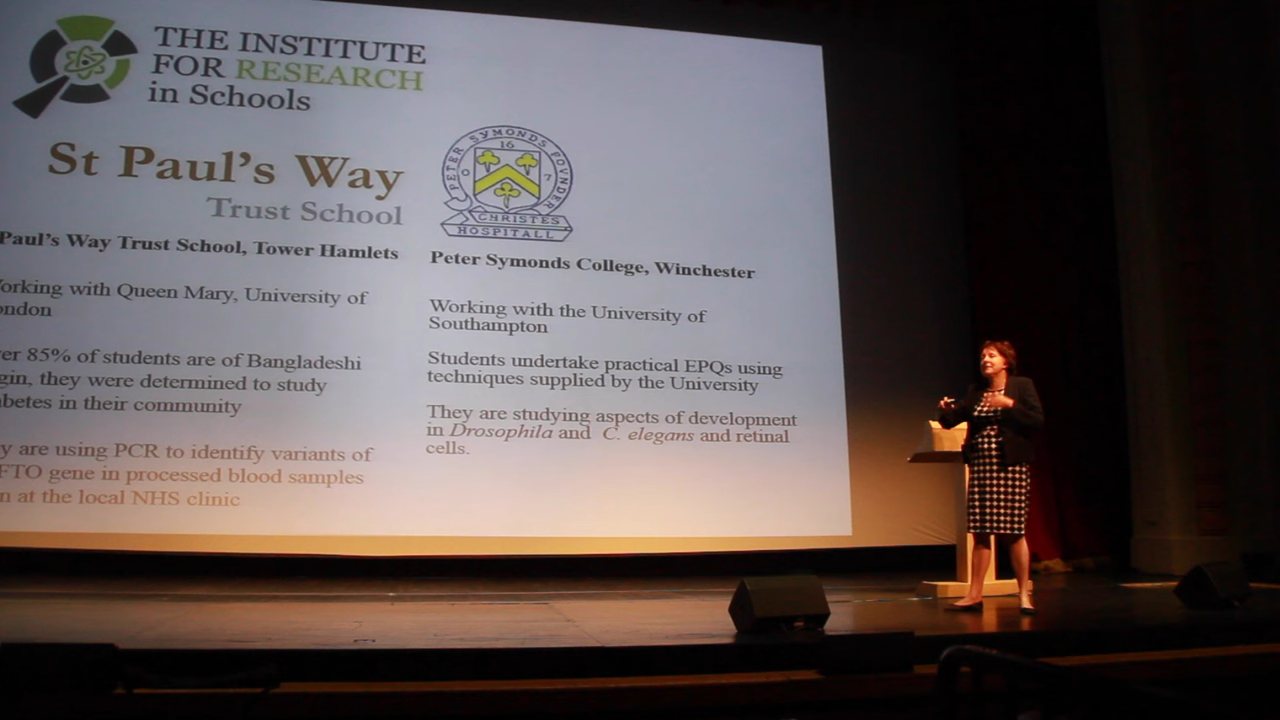 THE INSTITUTE
FOR RESEARCH
in Schools
St Paul's Way
Trust School
PETER SYMONDS FOVNDER
16
0 7
CHRISTES
HOSPITALL
Paul's Way Trust School, Tower Hamlets
orking with Queen Mary, University of
ondon
er 85% of students are of Bangladeshi
gin, they were determined to study
abetes in their community
y are using PCR to identify variants of
FTO gene in processed blood samples
n at the local NHS clinic
Peter Symonds College, Winchester
Working with the University of
Southampton
Students undertake practical EPQs using
techniques supplied by the University
They are studying aspects of development
in Drosophila and C. elegans and retinal
cells.